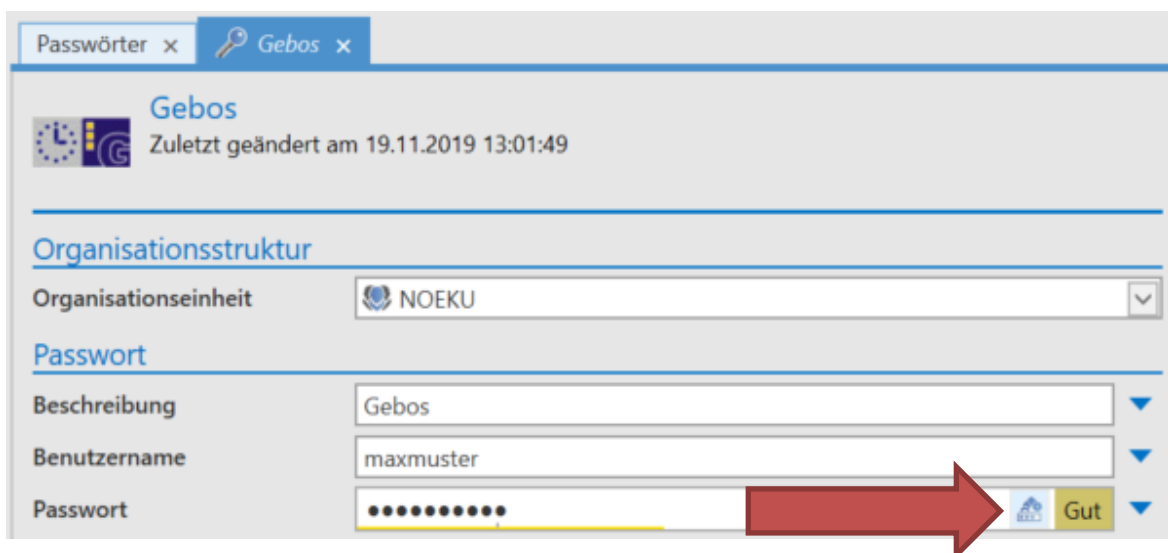 Passwörter x Gebos x
Gebos
G Zuletzt geändert am 19.11.2019 13:01:49
Organisationsstruktur
Organisationseinheit NOEKU
Passwort
Beschreibung Gebos
Benutzername maxmuster
Passwort •••••••••• Gut